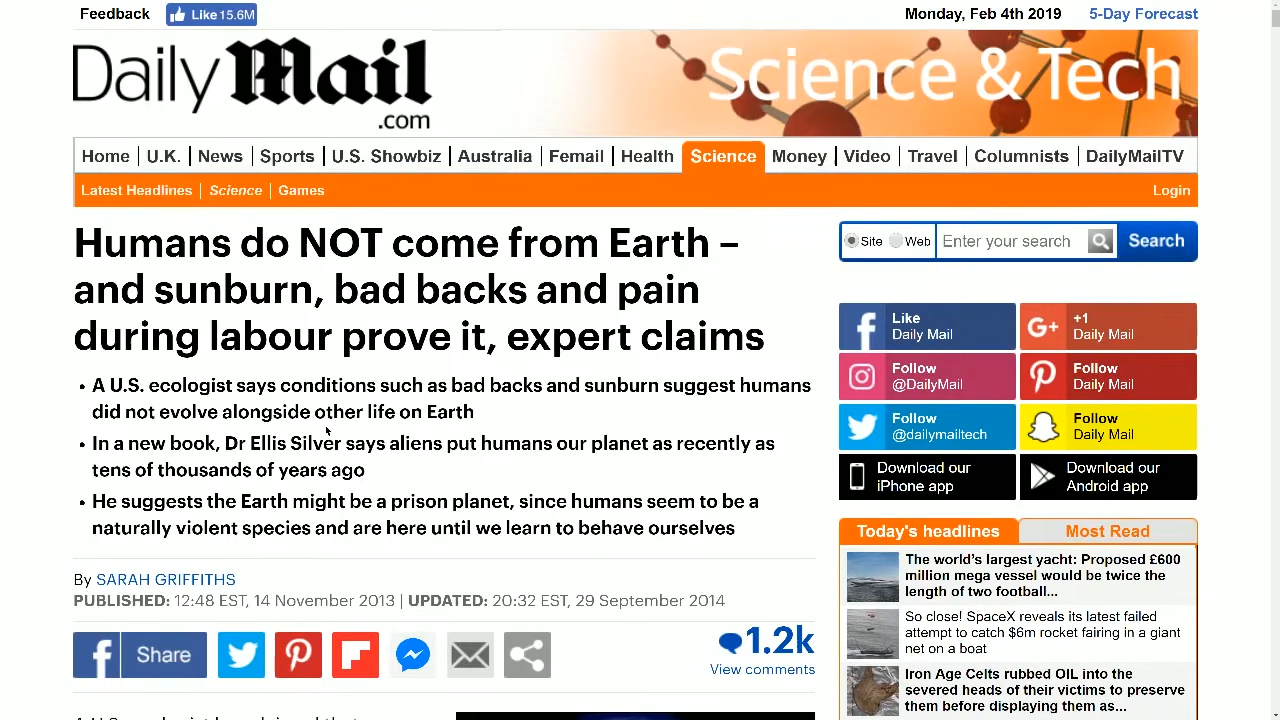 Feedback
Like 15.6M
Monday, Feb 4th 2019
5-Day Forecast
Daily Mail
.com
Science & Tech
Home U.K. News Sports U.S. Showbiz Australia Femail Health Science Money Video Travel Columnists DailyMailTV
Latest Headlines Science Games
Login
Humans do NOT come from Earth –
and sunburn, bad backs and pain
during labour prove it, expert claims
• A U.S. ecologist says conditions such as bad backs and sunburn suggest humans
did not evolve alongside other life on Earth
• In a new book, Dr Ellis Silver says aliens put humans our planet as recently as
tens of thousands of years ago
• He suggests the Earth might be a prison planet, since humans seem to be a
naturally violent species and are here until we learn to behave ourselves
By SARAH GRIFFITHS
PUBLISHED: 12:48 EST, 14 November 2013 | UPDATED: 20:32 EST, 29 September 2014
Share
1.2k
View comments
Site Web Enter your search Search
Like
Daily Mail
G+ +1
Daily Mail
Follow
@DailyMail
Follow
Daily Mail
Follow
@dailymailtech
Follow
Daily Mail
Download our
iPhone app
Download our
Android app
Today's headlines Most Read
The world's largest yacht: Proposed £600
million mega vessel would be twice the
length of two football...
So close! SpaceX reveals its latest failed
attempt to catch $6m rocket fairing in a giant
net on a boat
Iron Age Celts rubbed OIL into the
severed heads of their victims to preserve
them before displaying them as...